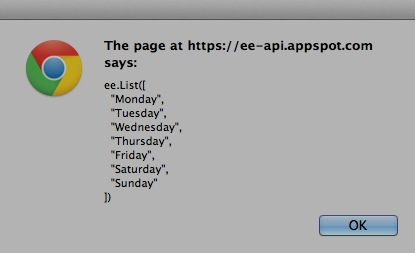 The page at https://ee-api.appspot.com
says:
ee.List([
  "Monday",
  "Tuesday",
  "Wednesday",
  "Thursday",
  "Friday",
  "Saturday",
  "Sunday"
])
OK